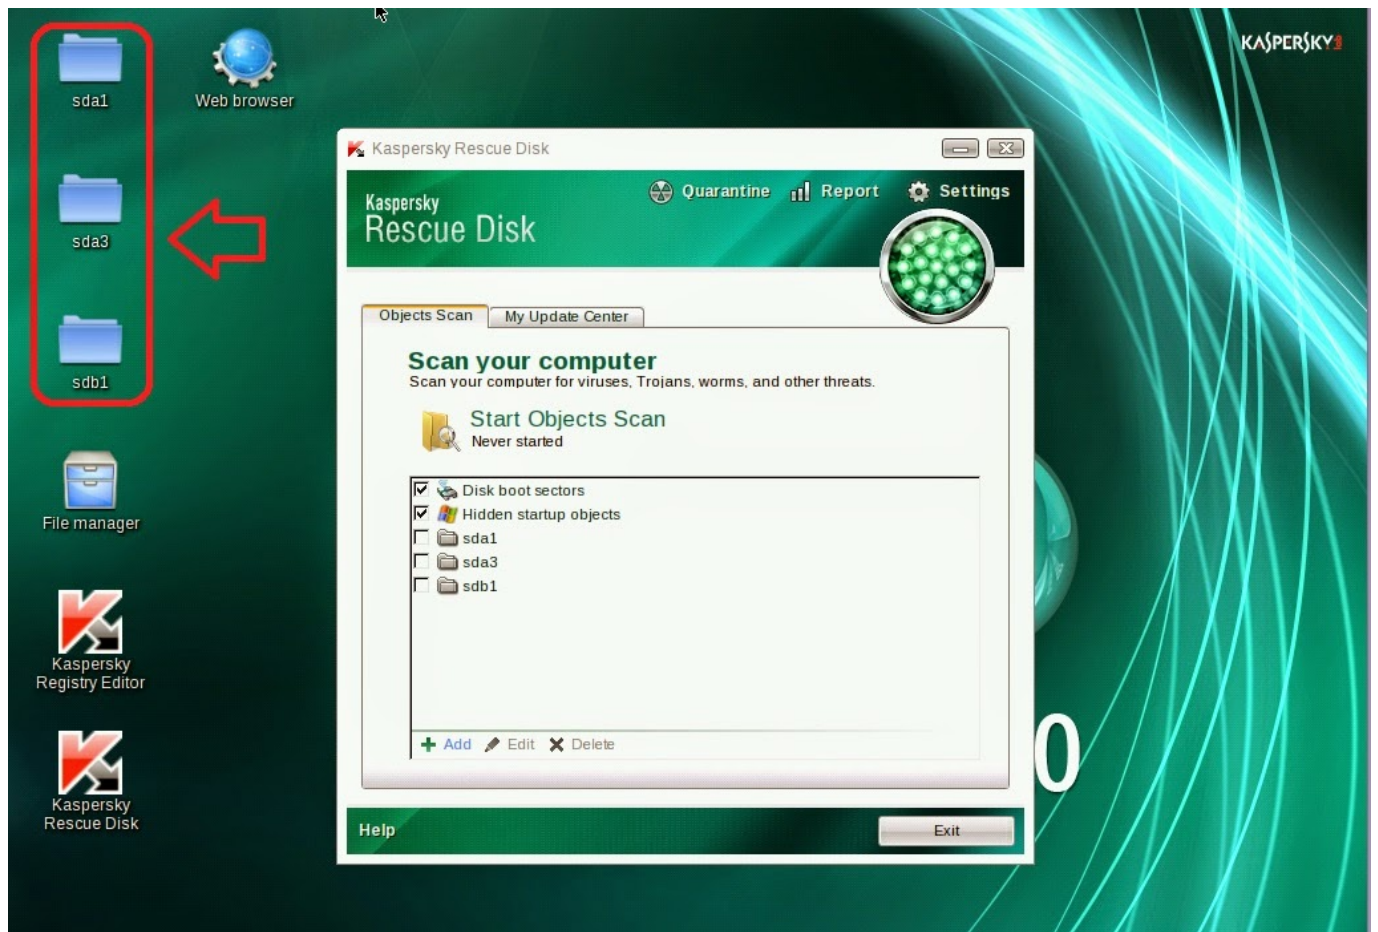 sda1
Web browser
KASPERSKY lab
sda3
sdb1
File manager
Kaspersky
Registry Editor
Kaspersky
Rescue Disk
Kaspersky Rescue Disk
Kaspersky
Rescue Disk
Quarantine
Report
Settings
Objects Scan
My Update Center
Scan your computer
Scan your computer for viruses, Trojans, worms, and other threats.
Start Objects Scan
Never started
Disk boot sectors
Hidden startup objects
sda1
sda3
sdb1
Add
Edit
Delete
Help
Exit
0